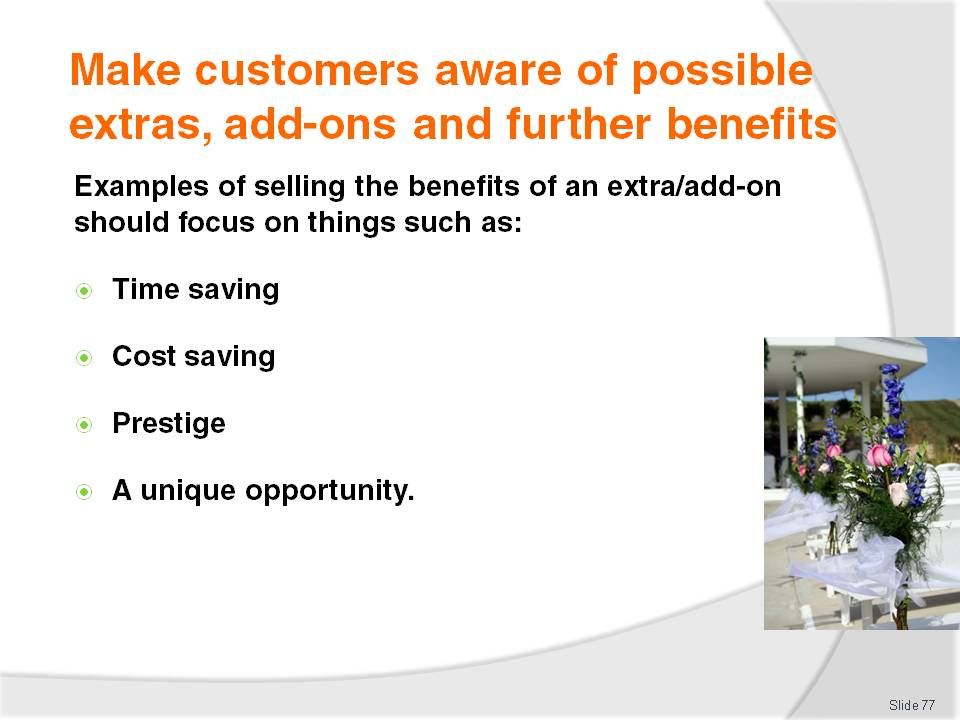 Make customers aware of possible
extras, add-ons and further benefits
Examples of selling the benefits of an extra/add-on
should focus on things such as:
Time saving
Cost saving
Prestige
A unique opportunity.
Slide 77